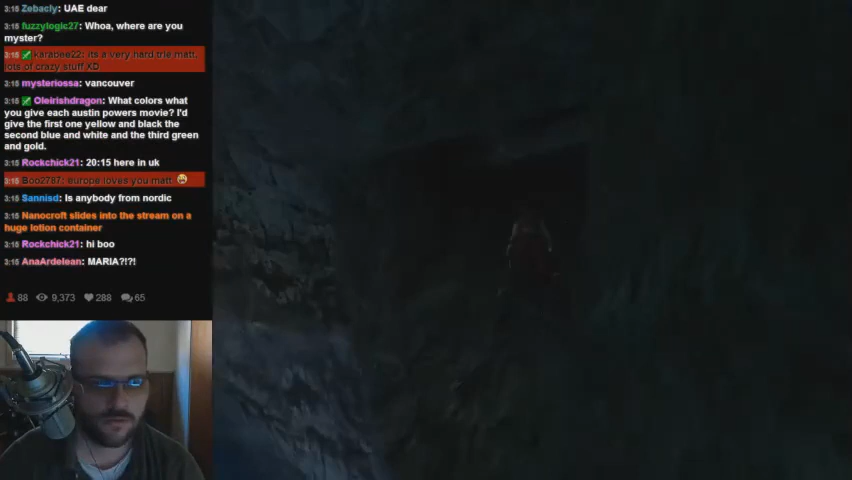 3:15 Zebacly: UAE dear
3:15 fuzzylogic27: Whoa, where are you
myster?
3:15 karabee22: its a very hard trie matt,
lots of crazy stuff XD
3:15 mysteriossa: vancouver
3:15 Oleirishdragon: What colors what
you give each austin powers movie? I'd
give the first one yellow and black the
second blue and white and the third green
and gold.
3:15 Rockchick21: 20:15 here in uk
3:15 Boo2787: europe loves you matt
3:15 Sannisd: Is anybody from nordic
3:15 Nanocroft slides into the stream on a
huge lotion container
3:15 Rockchick21: hi boo
3:15 AnaArdelean: MARIA?!?!
88 9,373 288 65